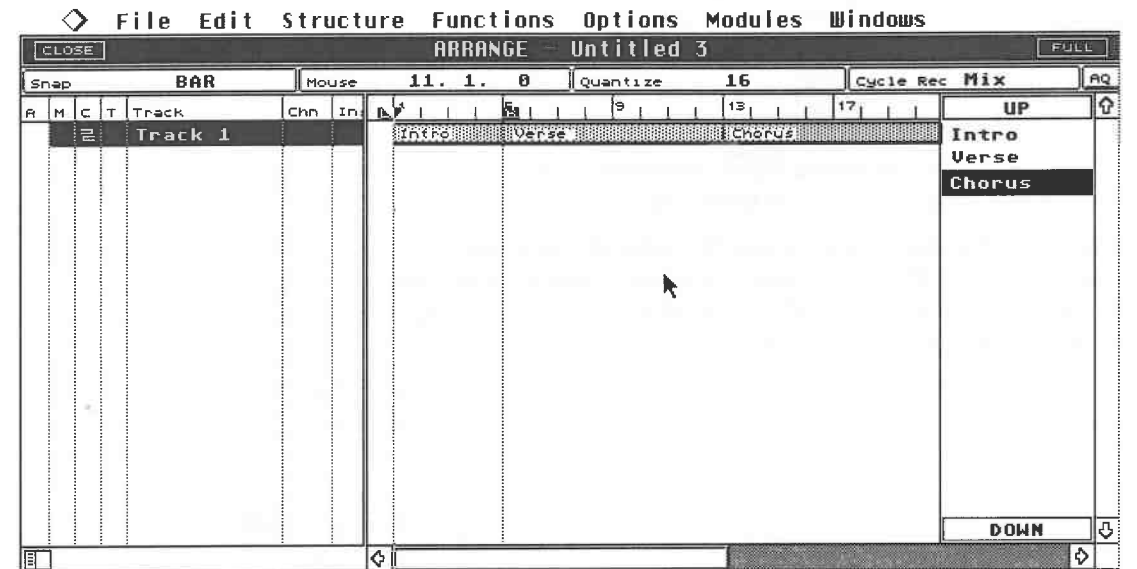 File Edit Structure Functions Options Modules Windows
CLOSE ARRANGE - Untitled 3 FULL
Snap BAR Mouse 11. 1. 0 Quantize 16 Cycle Rec Mix AQ
A M C T Track Chn In 1 5 9 13 17 UP
Track 1 Intro Verse Chorus Intro
Verse
Chorus
DOWN